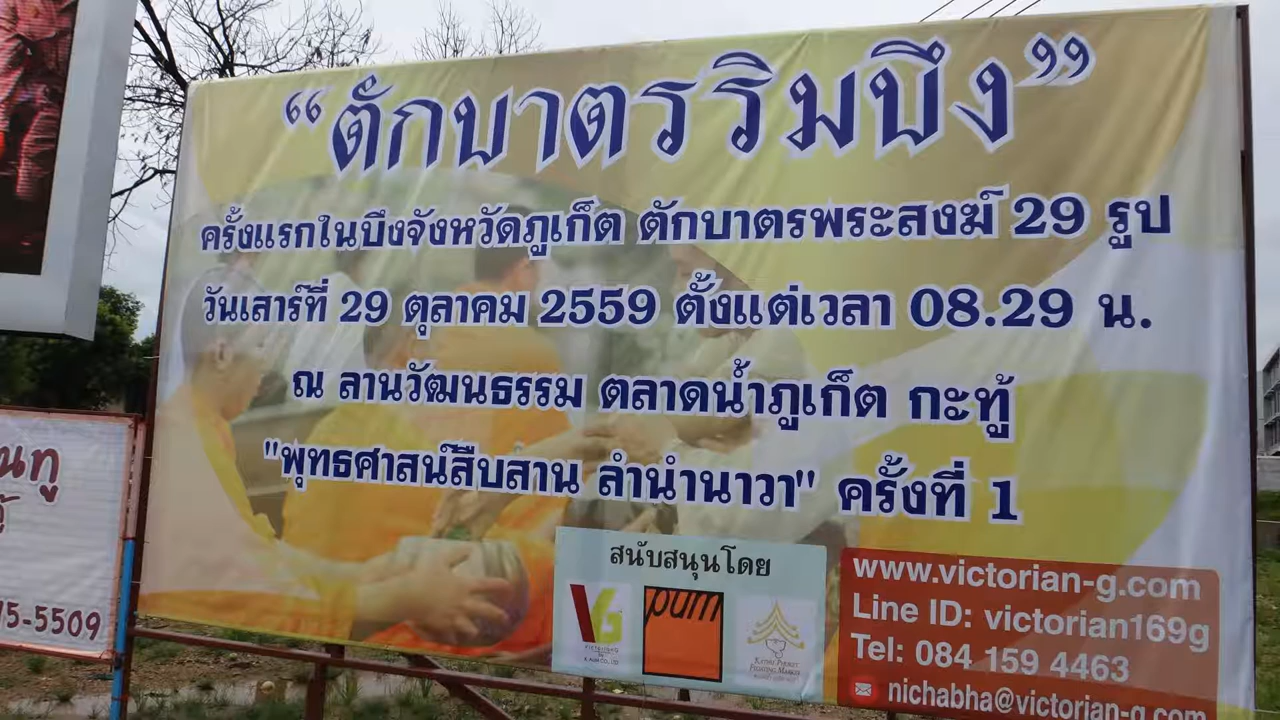 “ตักบาตรริมบึง”
ครั้งแรกในบึงจังหวัดภูเก็ต ตักบาตรพระสงฆ์ 29 รูป
วันเสาร์ที่ 29 ตุลาคม 2559 ตั้งแต่เวลา 08.29 น.
ณ ลานวัฒนธรรม ตลาดน้ำภูเก็ต กะทู้
"พุทธศาสน์สืบสาน ลำนำนาวา" ครั้งที่ 1
สนับสนุนโดย
VG
pum
KATHU PHUKET
FLOATING MARKET
www.victorian-g.com
Line ID: victorian169g
Tel: 084 159 4463
nichabha@victorian-g.com
5-5509